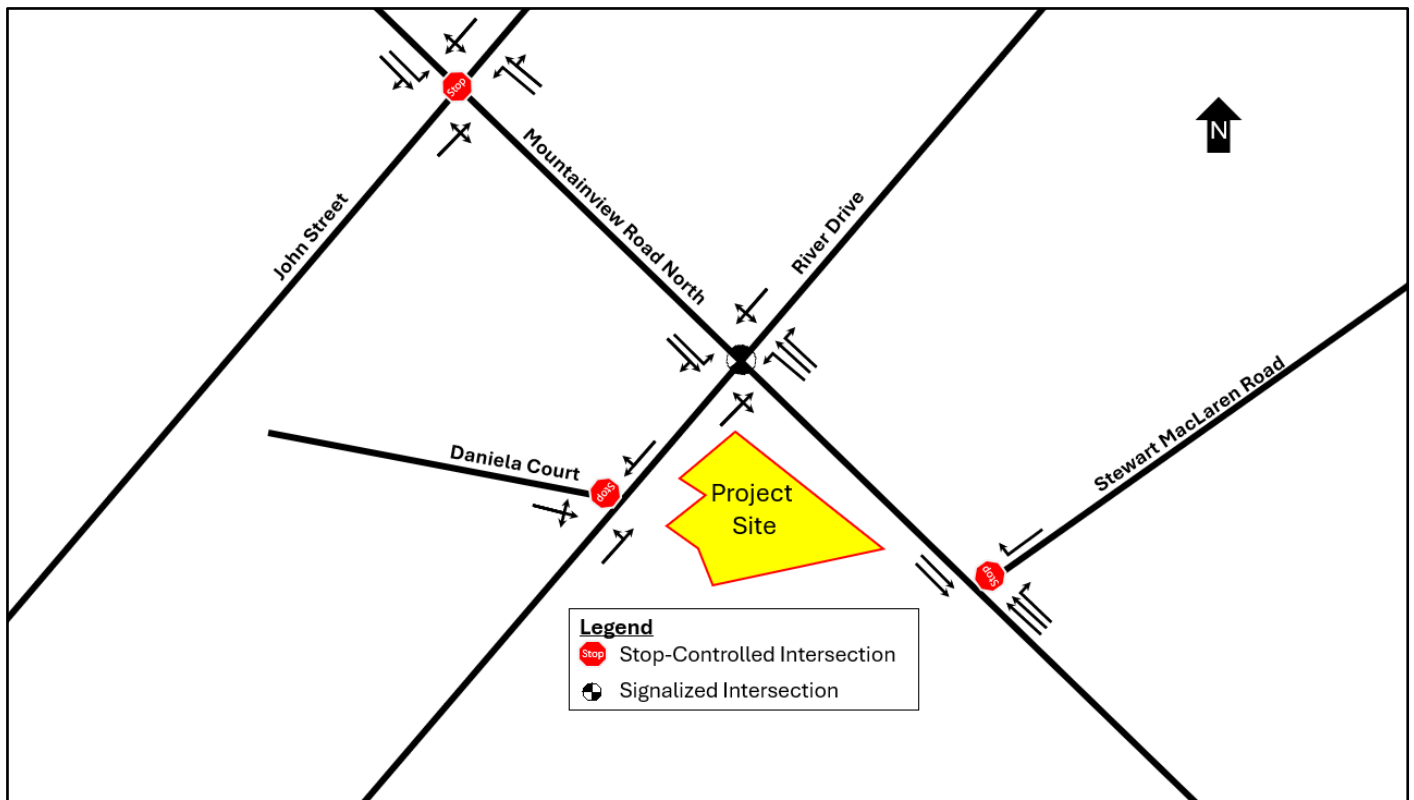 Stop
Mountainview Road North
N
John Street
River Drive
Stewart MacLaren Road
Daniela Court
Stop
Project
Site
Stop
Legend
Stop Stop-Controlled Intersection
Signalized Intersection